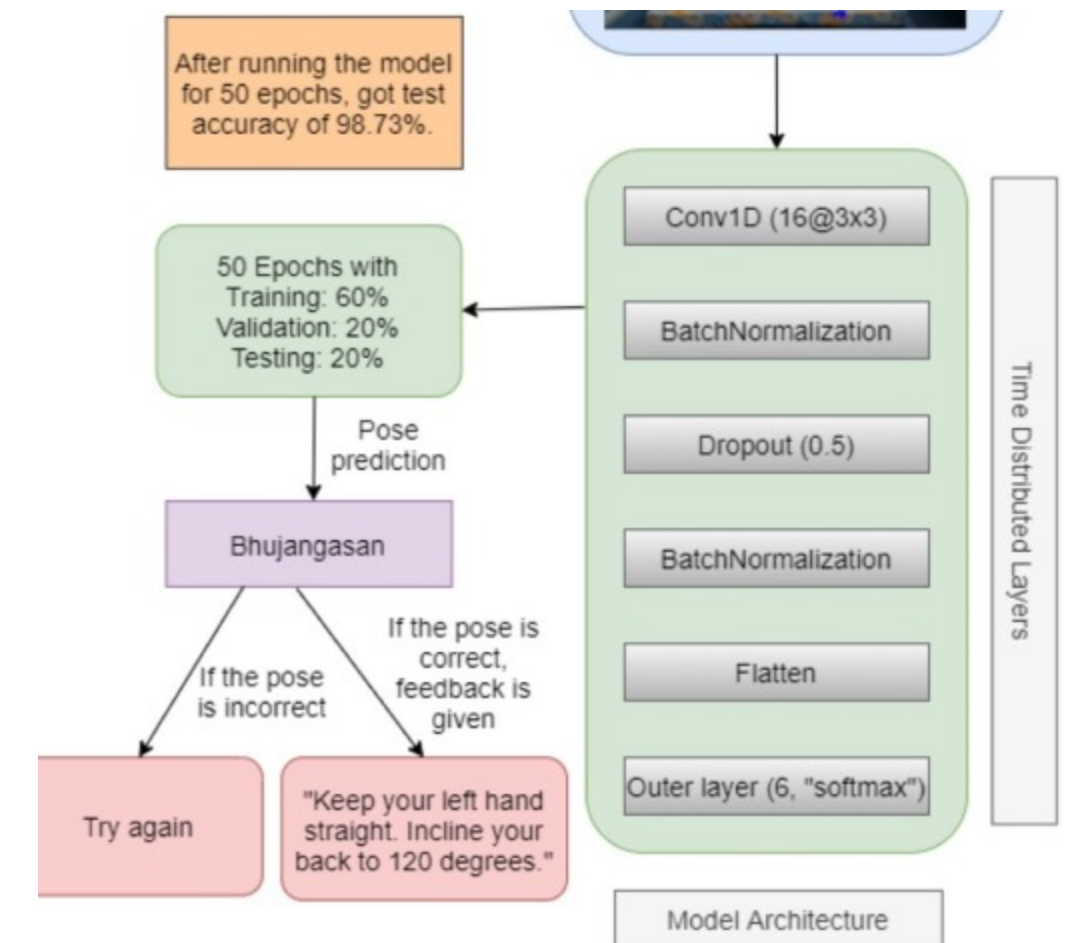 After running the model
for 50 epochs, got test
accuracy of 98.73%.
50 Epochs with
Training: 60%
Validation: 20%
Testing: 20%
Pose
prediction
Bhujangasan
If the pose
is incorrect
If the pose is
correct,
feedback is
given
Try again
"Keep your left hand
straight. Incline your
back to 120 degrees."
Conv1D (16@3x3)
BatchNormalization
Dropout (0.5)
BatchNormalization
Flatten
Outer layer (6, "softmax")
Time Distributed Layers
Model Architecture